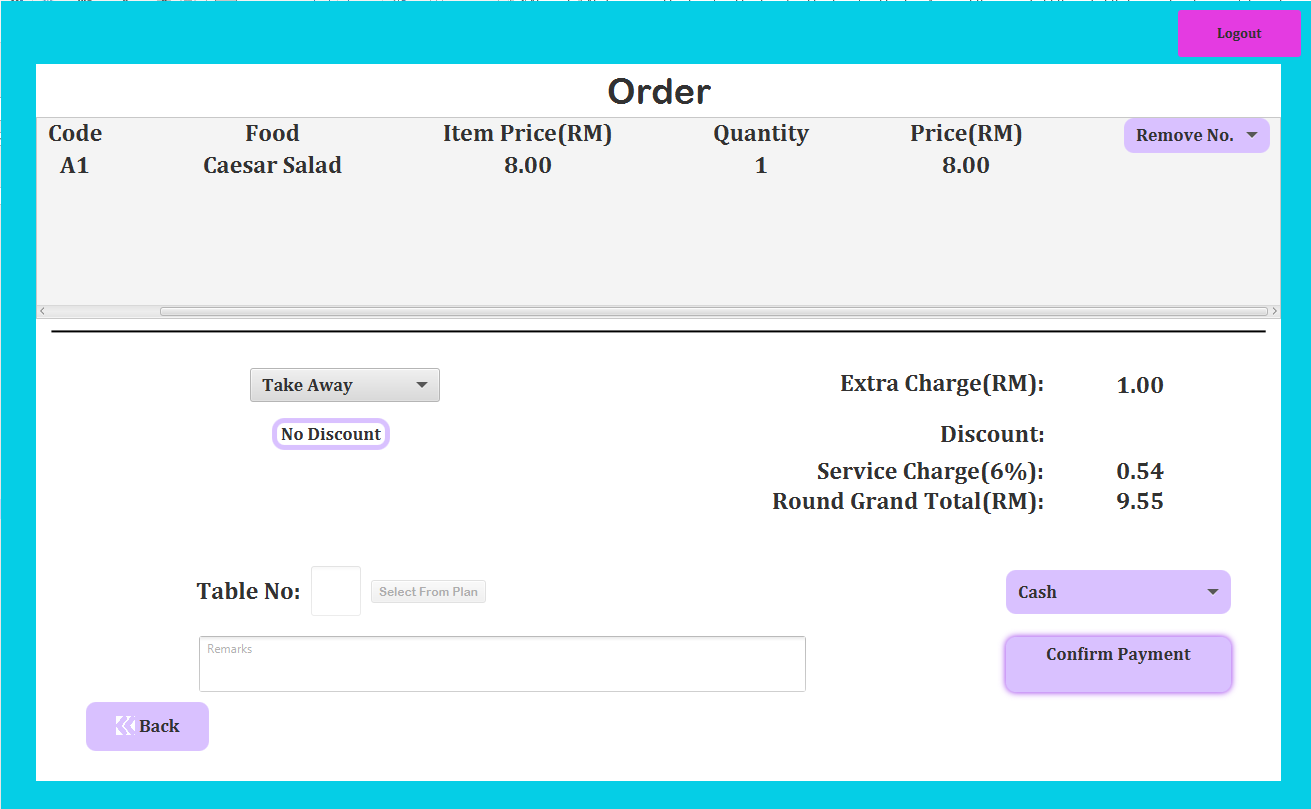 Logout
Order
Code Food Item Price(RM) Quantity Price(RM) Remove No.
A1 Caesar Salad 8.00 1 8.00
Take Away
No Discount
Extra Charge(RM): 1.00
Discount:
Service Charge(6%): 0.54
Round Grand Total(RM): 9.55
Table No: Select From Plan
Cash
Remarks
Confirm Payment
Back